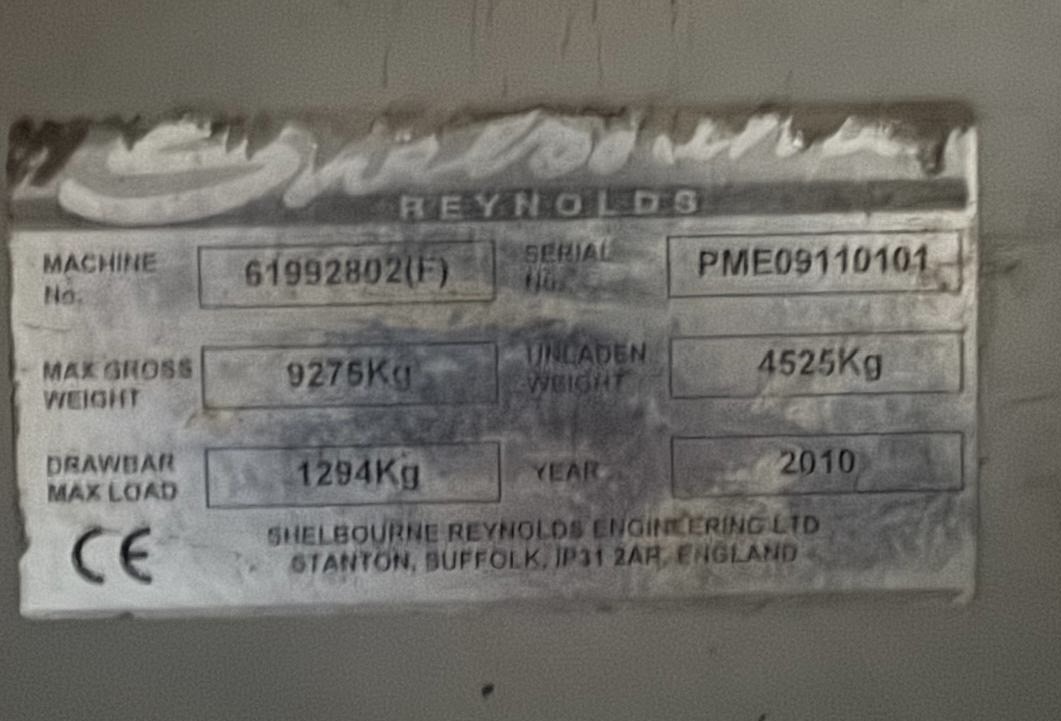 REYNOLDS
MACHINE No. 61992802(F) SERIAL No. PME09110101
MAX GROSS WEIGHT 9275Kg UNLADEN WEIGHT 4525Kg
DRAWBAR MAX LOAD 1294Kg YEAR 2010
CE
SHELBOURNE REYNOLDS ENGINEERING LTD
STANTON, SUFFOLK, IP31 2AR, ENGLAND